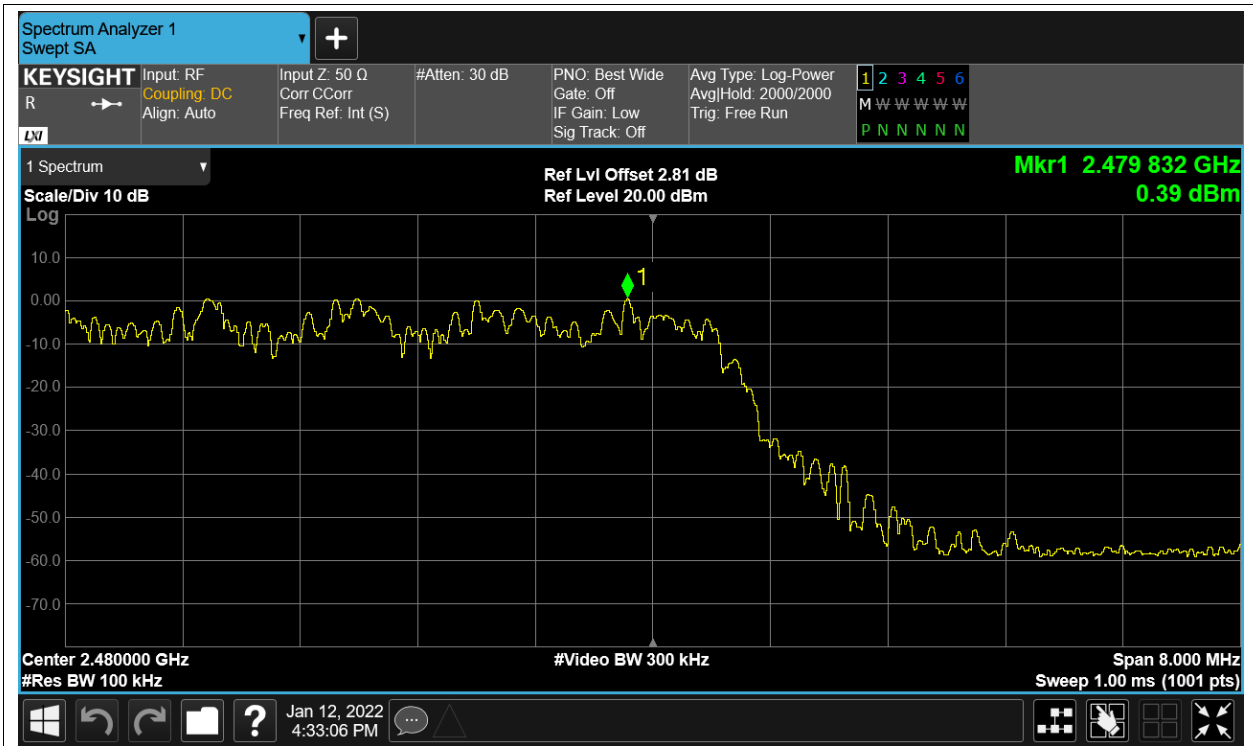 Spectrum Analyzer 1
Swept SA
+
KEYSIGHT
R
LXI
Input: RF
Coupling: DC
Align: Auto
Input Z: 50 Ω
Corr CCorr
Freq Ref: Int (S)
#Atten: 30 dB
PNO: Best Wide
Gate: Off
IF Gain: Low
Sig Track: Off
Avg Type: Log-Power
Avg|Hold: 2000/2000
Trig: Free Run
1 2 3 4 5 6
M W W W W W
P N N N N N
1 Spectrum
Scale/Div 10 dB
Log
Ref Lvl Offset 2.81 dB
Ref Level 20.00 dBm
Mkr1 2.479 832 GHz
0.39 dBm
1
10.0
0.00
-10.0
-20.0
-30.0
-40.0
-50.0
-60.0
-70.0
Center 2.480000 GHz
#Res BW 100 kHz
#Video BW 300 kHz
Span 8.000 MHz
Sweep 1.00 ms (1001 pts)
?
Jan 12, 2022
4:33:06 PM